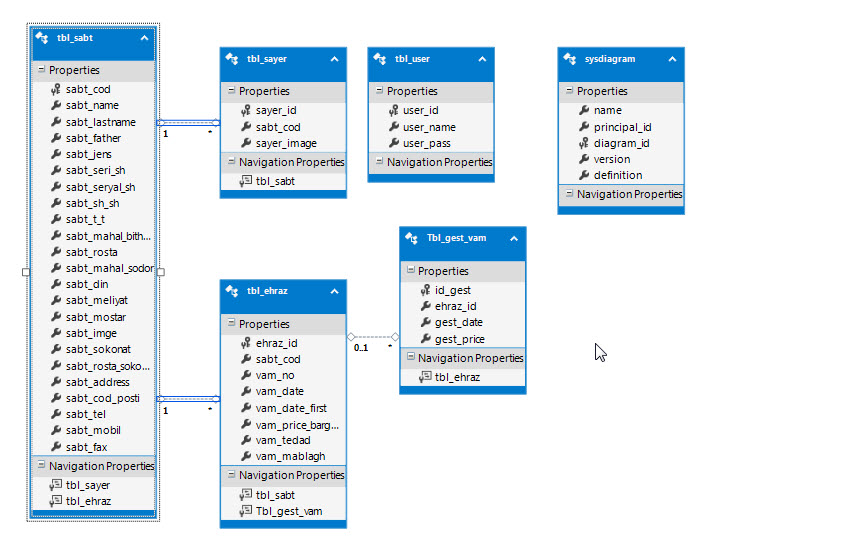 tbl_sabt
Properties
sabt_cod
sabt_name
sabt_lastname
sabt_father
sabt_jens
sabt_seri_sh
sabt_seryal_sh
sabt_sh_sh
sabt_t_t
sabt_mahal_bith...
sabt_rosta
sabt_mahal_sodor
sabt_din
sabt_meliyat
sabt_mostar
sabt_imge
sabt_sokonat
sabt_rosta_soko...
sabt_address
sabt_cod_posti
sabt_tel
sabt_mobil
sabt_fax
Navigation Properties
tbl_sayer
tbl_ehraz
1
*
tbl_sayer
Properties
sayer_id
sabt_cod
sayer_image
Navigation Properties
tbl_sabt
tbl_user
Properties
user_id
user_name
user_pass
Navigation Properties
sysdiagram
Properties
name
principal_id
diagram_id
version
definition
Navigation Properties
1
*
tbl_ehraz
Properties
ehraz_id
sabt_cod
vam_no
vam_date
vam_date_first
vam_price_barg...
vam_tedad
vam_mablagh
Navigation Properties
tbl_sabt
Tbl_gest_vam
0..1
*
Tbl_gest_vam
Properties
id_gest
ehraz_id
gest_date
gest_price
Navigation Properties
tbl_ehraz